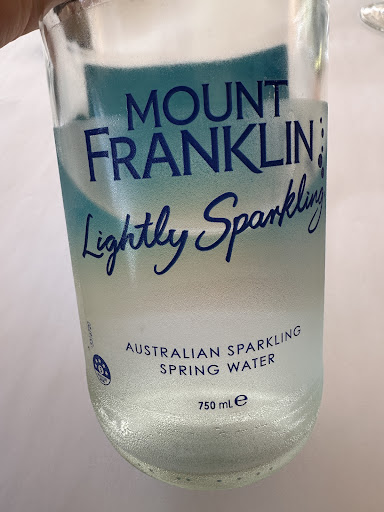 MOUNT
FRANKLIN
Lightly Sparkling
AUSTRALIAN SPARKLING
SPRING WATER
750 mL e